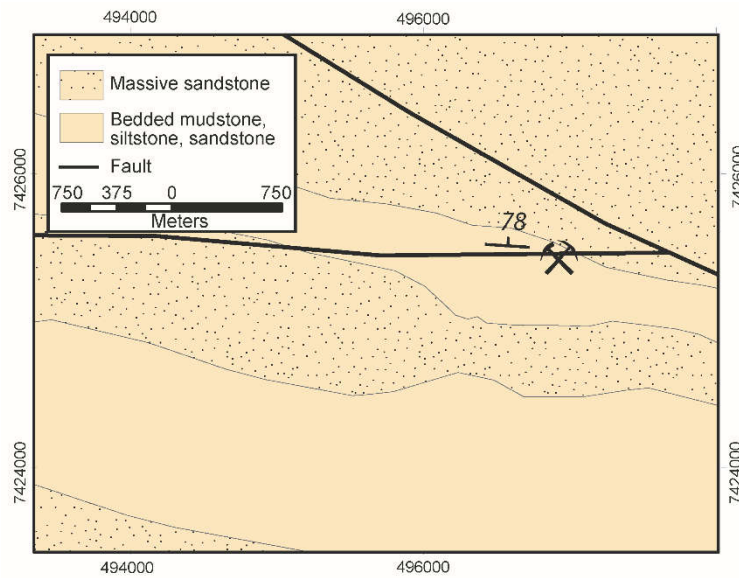 494000 496000
Massive sandstone
Bedded mudstone,
siltstone, sandstone
Fault
750 375 0 750
Meters
7426000
7426000
78
7424000
7424000
494000 496000